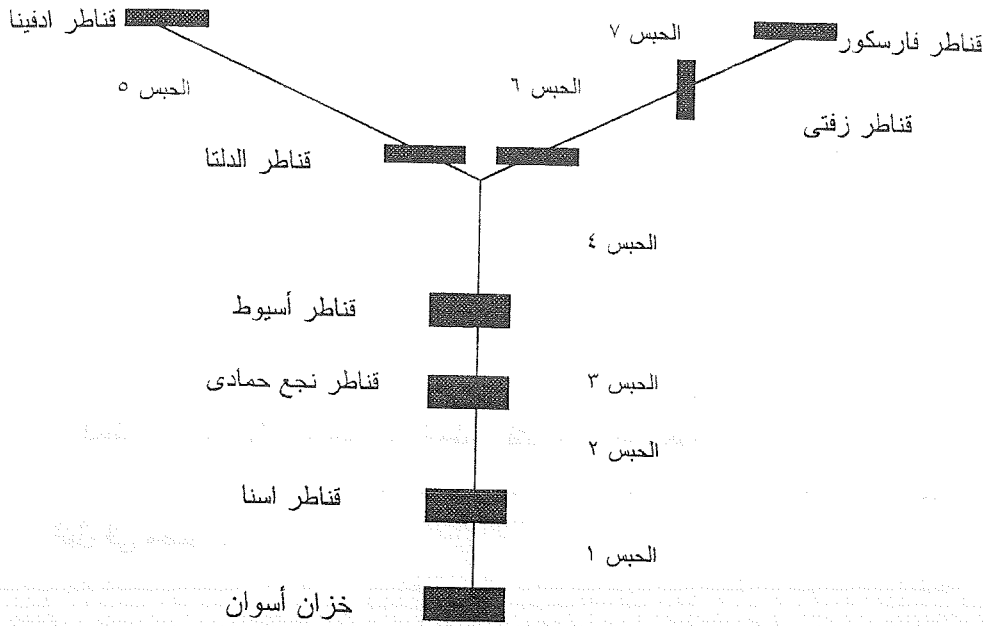 قناطر ادفينا
الحبس ٧
قناطر فارسكور
الحبس ٥
الحبس ٦
قناطر زفتى
قناطر الدلتا
الحبس ٤
قناطر أسيوط
قناطر نجع حمادى
الحبس ٣
الحبس ٢
قناطر اسنا
الحبس ١
خزان أسوان